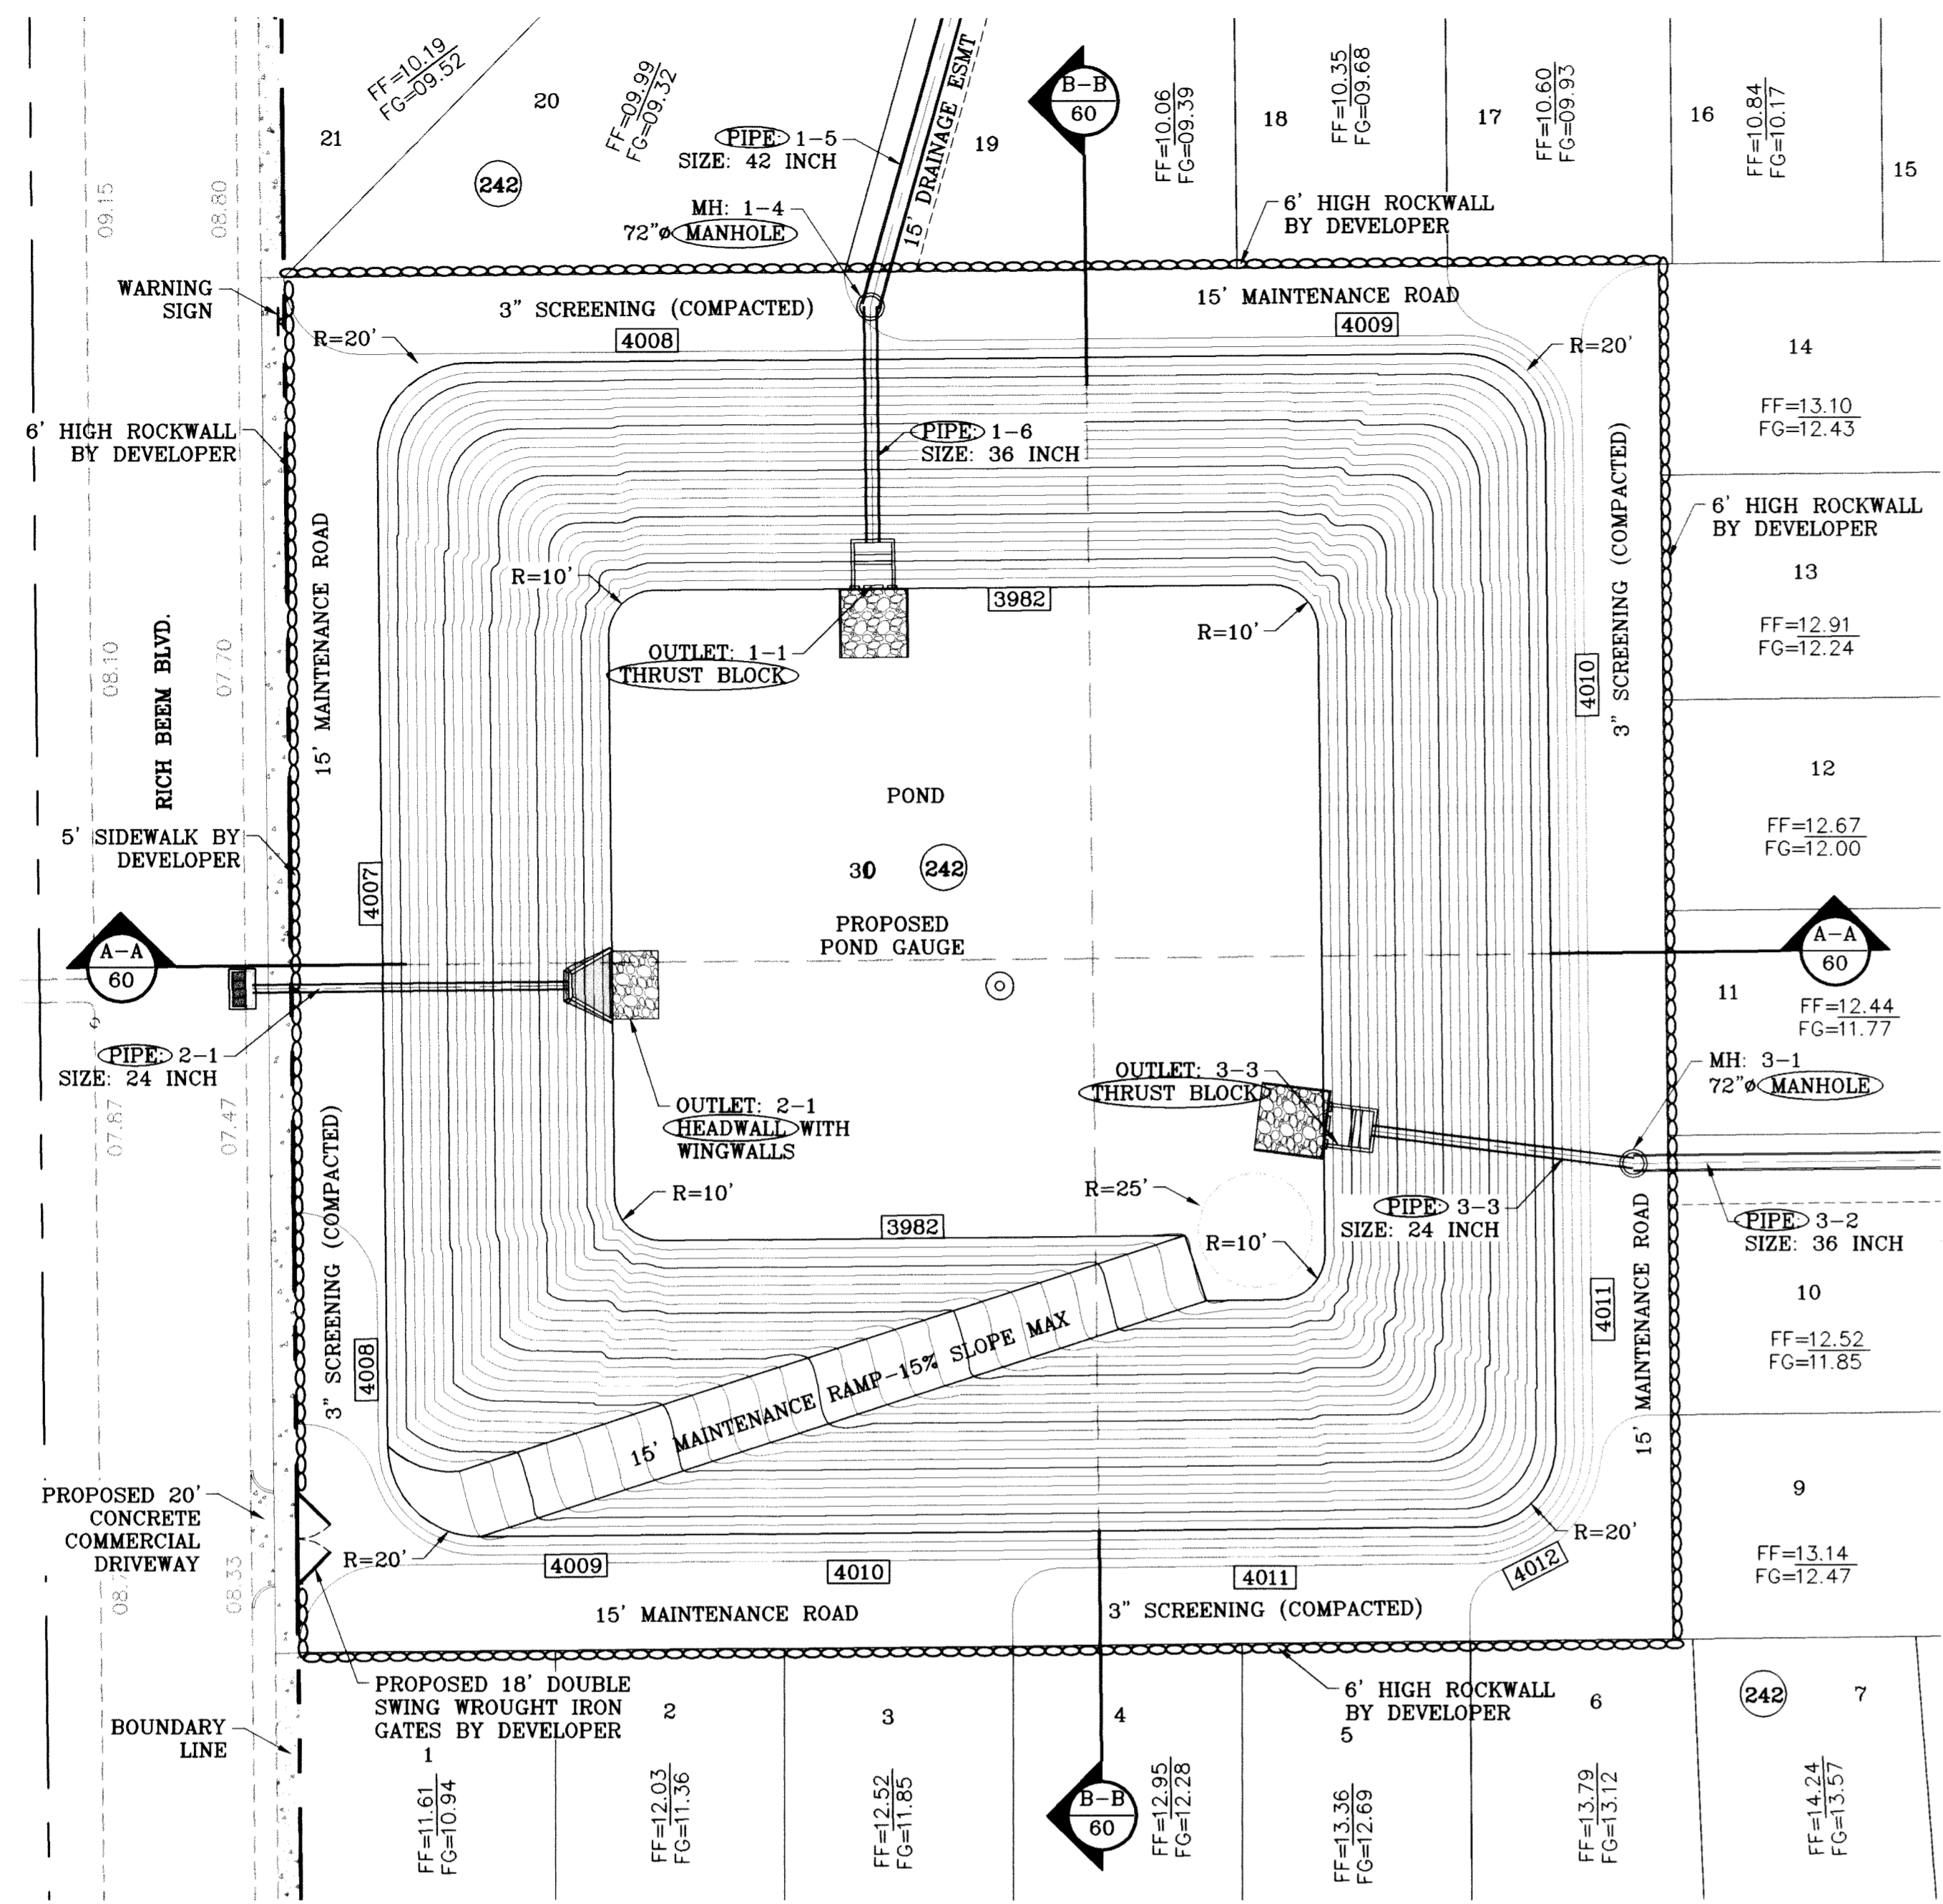 FF=10.19
FG=09.52
21
20
FF=09.99
FG=09.32
242
PIPE: 1-5
SIZE: 42 INCH
MH: 1-4
72"ø MANHOLE
15' DRAINAGE ESMT
19
B-B
60
FF=10.06
FG=09.39
18
FF=10.35
FG=09.68
17
FF=10.60
FG=09.93
16
FF=10.84
FG=10.17
15
6' HIGH ROCKWALL
BY DEVELOPER
09.15
08.80
WARNING
SIGN
3" SCREENING (COMPACTED)
4008
15' MAINTENANCE ROAD
4009
R=20'
R=20'
14
FF=13.10
FG=12.43
6' HIGH ROCKWALL
BY DEVELOPER
PIPE: 1-6
SIZE: 36 INCH
15' MAINTENANCE ROAD
3" SCREENING (COMPACTED)
4010
6' HIGH ROCKWALL
BY DEVELOPER
13
FF=12.91
FG=12.24
R=10'
3982
R=10'
OUTLET: 1-1
THRUST BLOCK
08.10
RICH BEEM BLVD.
07.70
POND
30
242
PROPOSED
POND GAUGE
12
FF=12.67
FG=12.00
5' SIDEWALK BY
DEVELOPER
4007
A-A
60
A-A
60
11
FF=12.44
FG=11.77
PIPE: 2-1
SIZE: 24 INCH
07.87
07.47
OUTLET: 2-1
HEADWALL WITH
WINGWALLS
OUTLET: 3-3
THRUST BLOCK
MH: 3-1
72"ø MANHOLE
R=10'
R=25'
PIPE: 3-3
SIZE: 24 INCH
PIPE: 3-2
SIZE: 36 INCH
3982
R=10'
3" SCREENING (COMPACTED)
4008
4011
15' MAINTENANCE ROAD
10
FF=12.52
FG=11.85
15' MAINTENANCE RAMP-15% SLOPE MAX
9
FF=13.14
FG=12.47
PROPOSED 20'
CONCRETE
COMMERCIAL
DRIVEWAY
08.33
R=20'
R=20'
4009
4010
4011
4012
15' MAINTENANCE ROAD
3" SCREENING (COMPACTED)
PROPOSED 18' DOUBLE
SWING WROUGHT IRON
GATES BY DEVELOPER
6' HIGH ROCKWALL
BY DEVELOPER
BOUNDARY
LINE
1
FF=11.61
FG=10.94
2
FF=12.03
FG=11.36
3
FF=12.52
FG=11.85
4
B-B
60
FF=12.95
FG=12.28
5
FF=13.36
FG=12.69
6
FF=13.79
FG=13.12
242
7
FF=14.24
FG=13.57